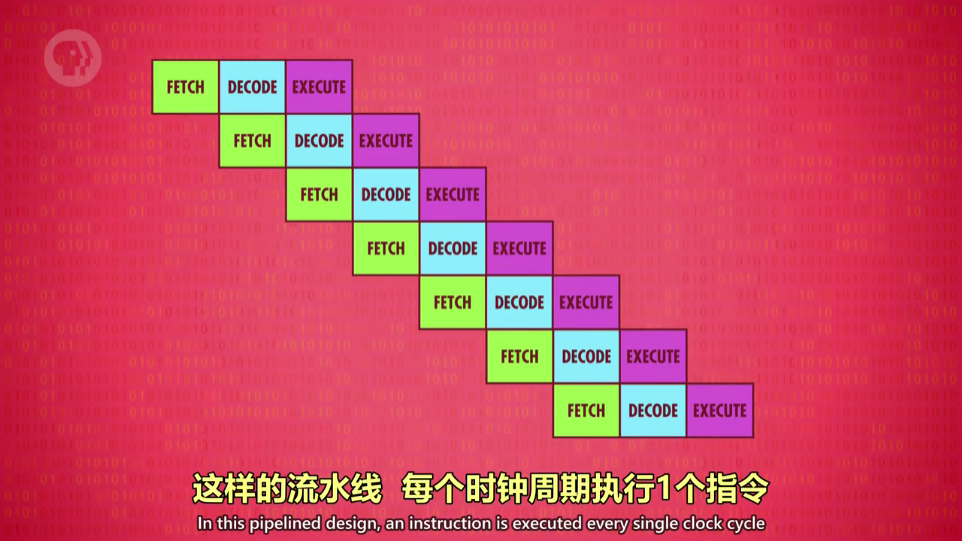 FETCH DECODE EXECUTE
FETCH DECODE EXECUTE
FETCH DECODE EXECUTE
FETCH DECODE EXECUTE
FETCH DECODE EXECUTE
FETCH DECODE EXECUTE
FETCH DECODE EXECUTE
这样的流水线 每个时钟周期执行1个指令
In this pipelined design, an instruction is executed every single clock cycle